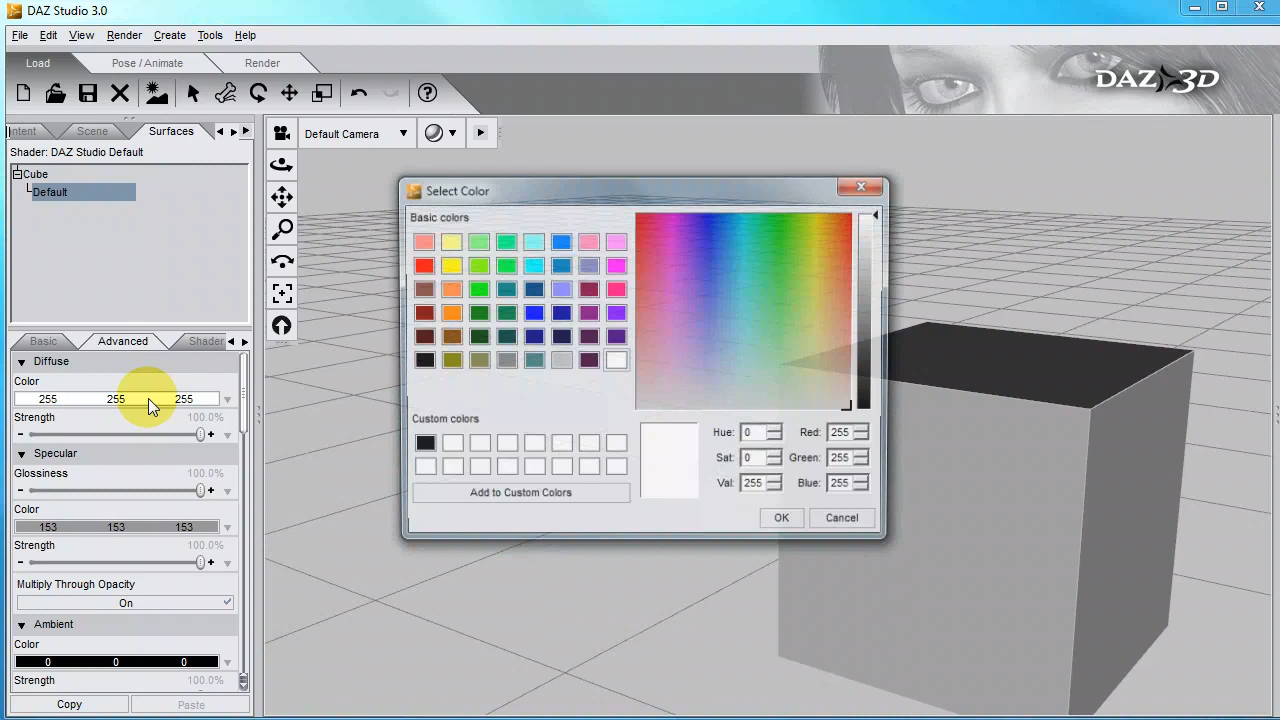 DAZ Studio 3.0
File Edit View Render Create Tools Help
Load Pose / Animate Render
DAZ 3D
ntent Scene Surfaces
Default Camera
Shader: DAZ Studio Default
Cube
Default
Select Color
Basic colors
Custom colors
Add to Custom Colors
Hue: 0 Red: 255
Sat: 0 Green: 255
Val: 255 Blue: 255
OK Cancel
Basic Advanced Shader
Diffuse
Color
255 255 255
Strength 100.0%
Specular
Glossiness 100.0%
Color
153 153 153
Strength 100.0%
Multiply Through Opacity
On
Ambient
Color
0 0 0
Strength 100.0%
Copy Paste